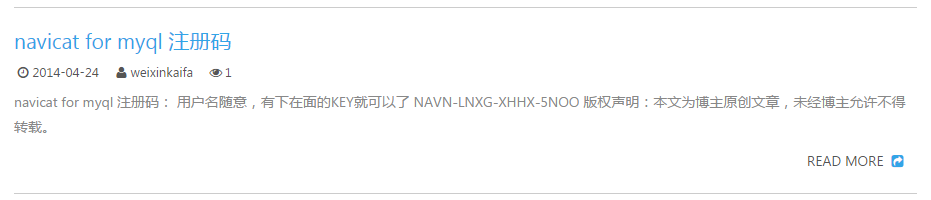 navicat for myql 注册码
2014-04-24 weixinkaifa 1
navicat for myql 注册码： 用户名随意，有下在面的KEY就可以了 NAVN-LNXG-XHHX-5NOO 版权声明：本文为博主原创文章，未经博主允许不得
转载。
READ MORE